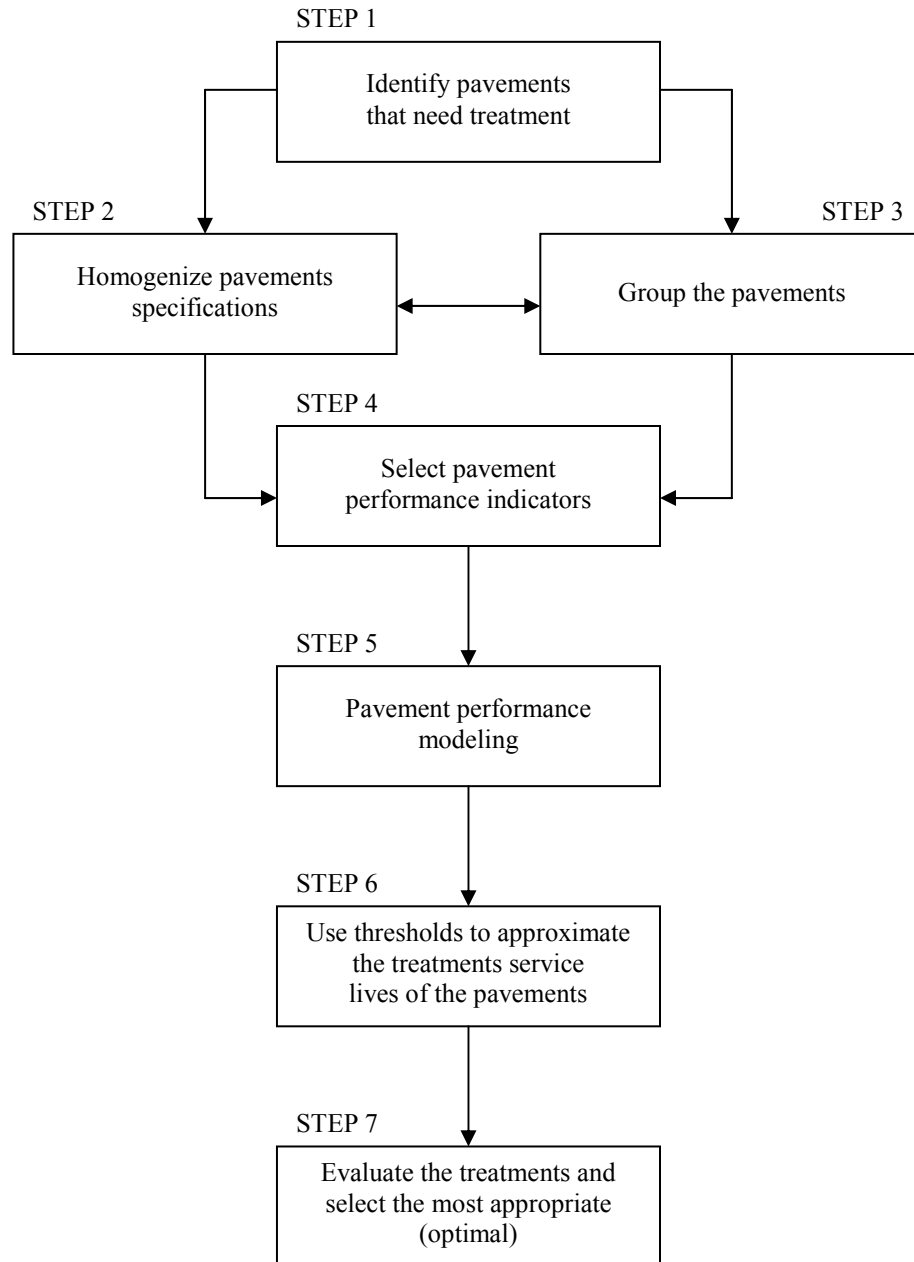 STEP 1
Identify pavements
that need treatment
STEP 2
Homogenize pavements
specifications
STEP 3
Group the pavements
STEP 4
Select pavement
performance indicators
STEP 5
Pavement performance
modeling
STEP 6
Use thresholds to approximate
the treatments service
lives of the pavements
STEP 7
Evaluate the treatments and
select the most appropriate
(optimal)